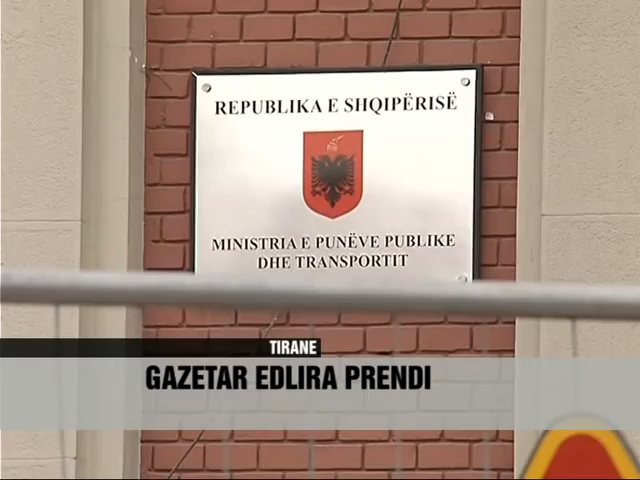 REPUBLIKA E SHQIPËRISË
MINISTRIA E PUNËVE PUBLIKE
DHE TRANSPORTIT
TIRANE
GAZETAR EDLIRA PRENDI